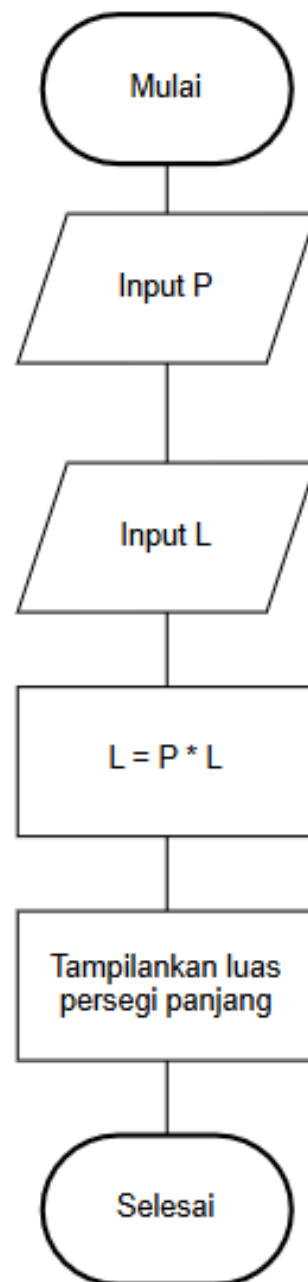 Mulai
Input P
Input L
L = P * L
Tampilankan luas
persegi panjang
Selesai